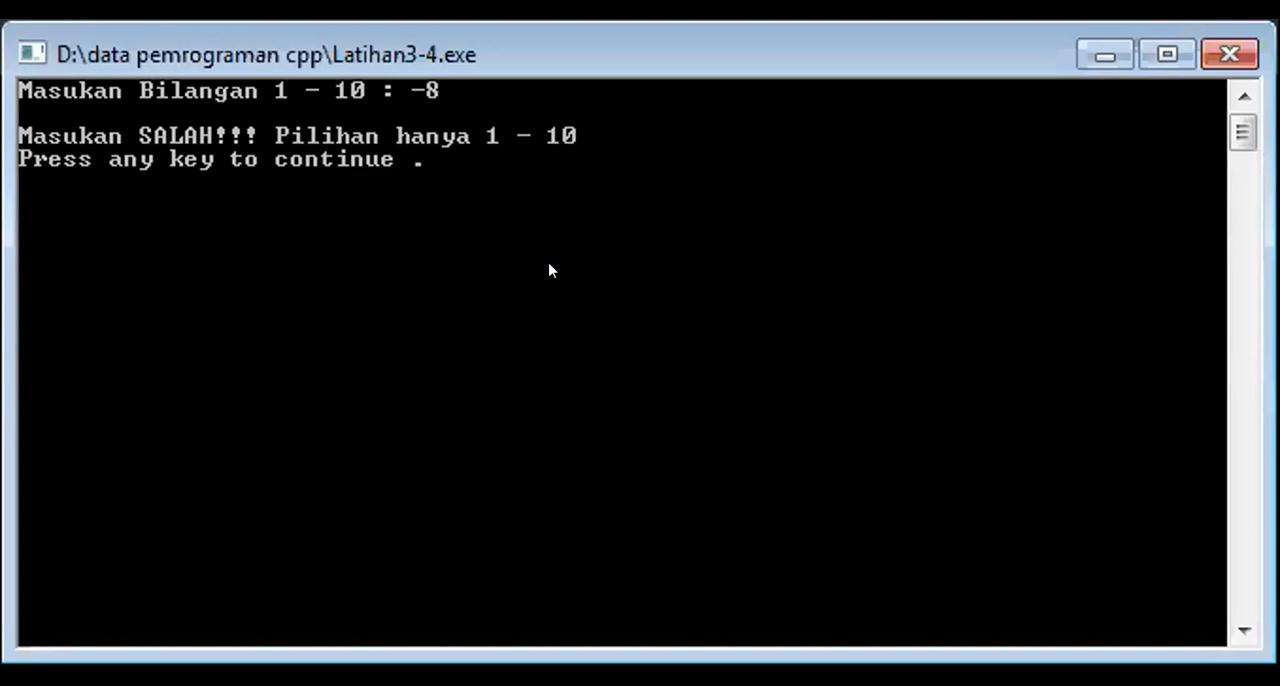 D:\data pemrograman cpp\Latihan3-4.exe
Masukan Bilangan 1 - 10 : -8
Masukan SALAH!!! Pilihan hanya 1 - 10
Press any key to continue .